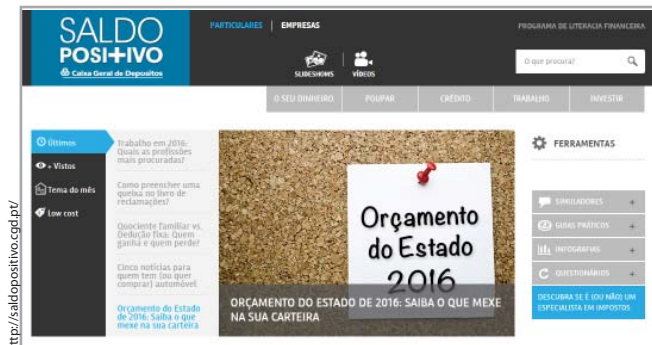 SALDO
POSI+IVO
Caixa Geral de Depositos
PARTICULARES | EMPRESAS
PROGRAMA DE LITERACIA FINANCEIRA
SLIDESHOWS
VÍDEOS
O que procura?
O SEU DINHEIRO
POUPAR
CRÉDITO
TRABALHO
INVESTIR
Últimos
+ Vistos
Tema do mês
Low cost
Trabalho em 2016:
Quais as profissões
mais procuradas?
Como preencher uma
queixa no livro de
reclamações?
Quociente familiar vs.
Dedução fixa: Quem
ganha e quem perde?
Cinco notícias para
quem tem (ou quer
comprar) automóvel
Orçamento do Estado
de 2016: Saiba o que
mexe na sua carteira
Orçamento
do Estado
2016
ORÇAMENTO DO ESTADO DE 2016: SAIBA O QUE MEXE
NA SUA CARTEIRA
FERRAMENTAS
SIMULADORES +
GUIAS PRÁTICOS +
INFOGRAFIAS +
QUESTIONÁRIOS +
DESCUBRA SE É (OU NÃO) UM
ESPECIALISTA EM IMPOSTOS
ttp://saldopositivo.cgd.pt/